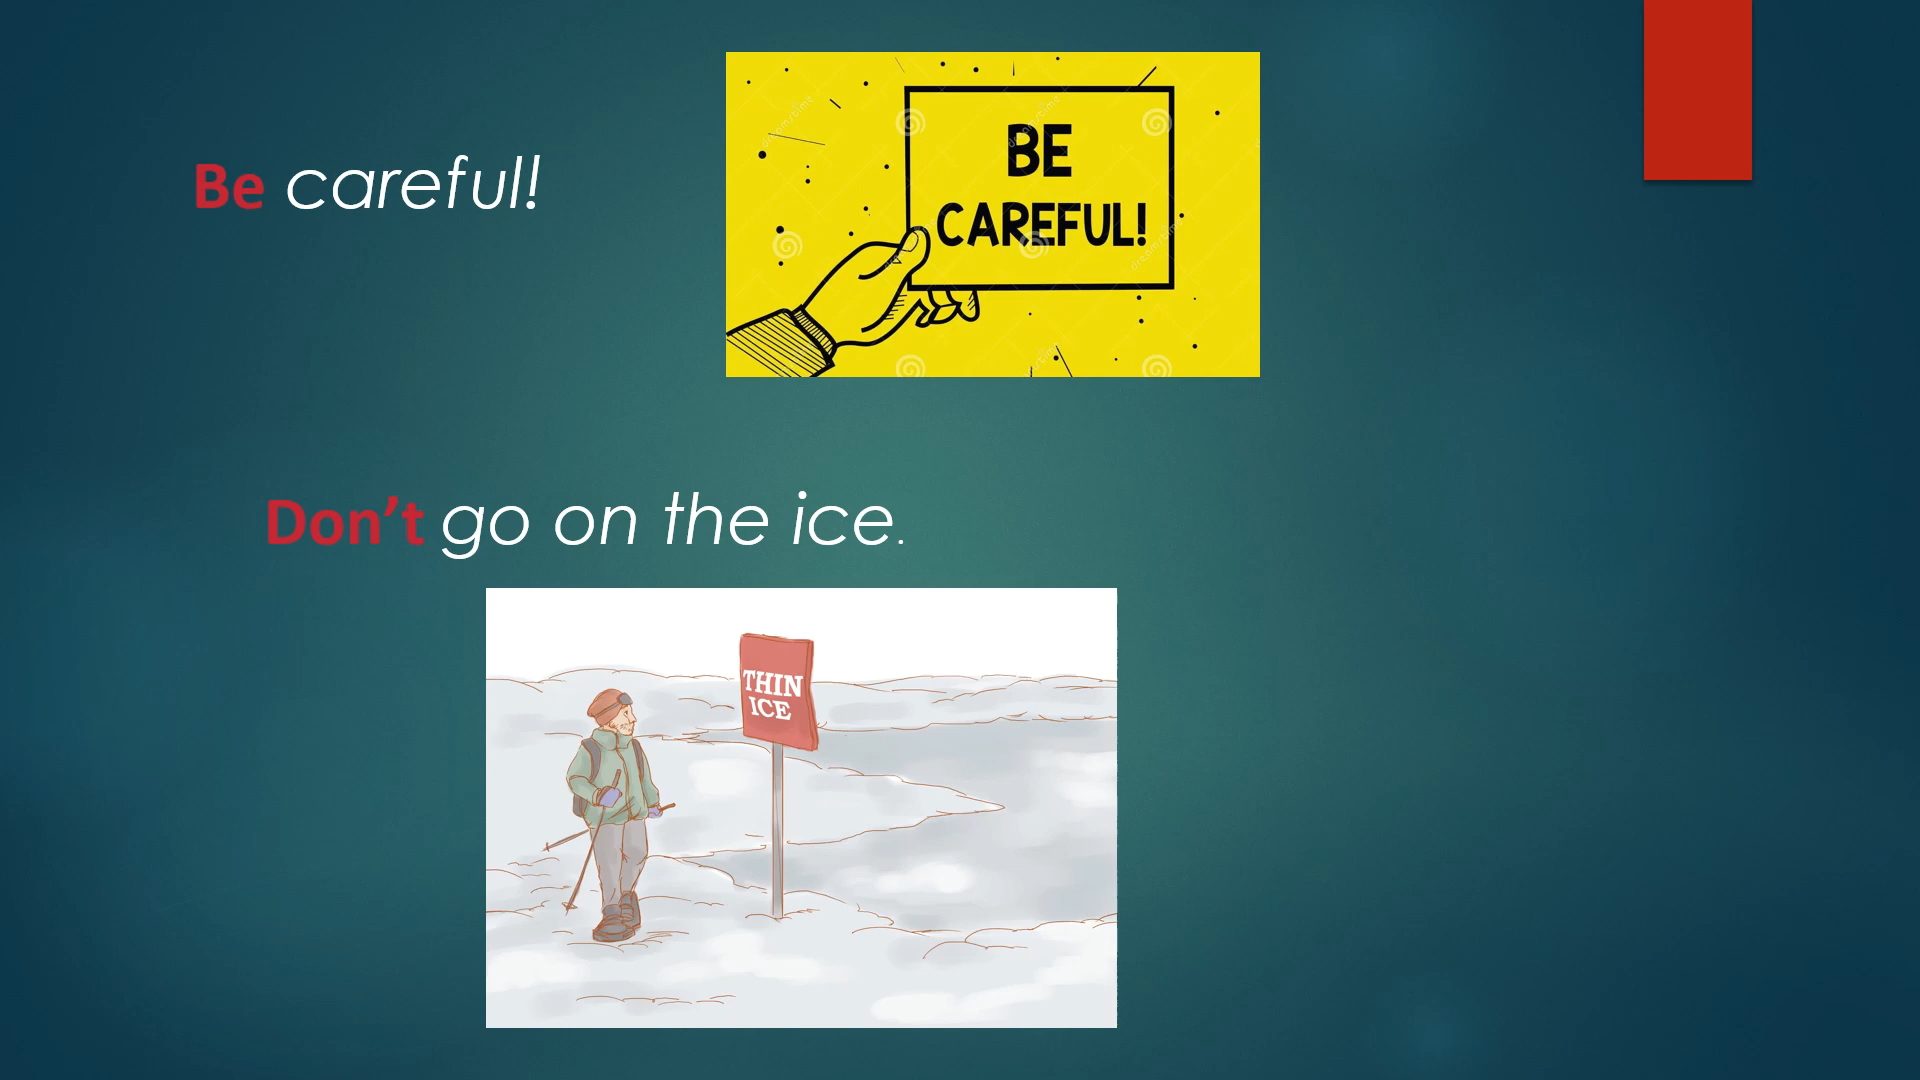 Be careful!
BE
CAREFUL!
Don’t go on the ice.
THIN
ICE